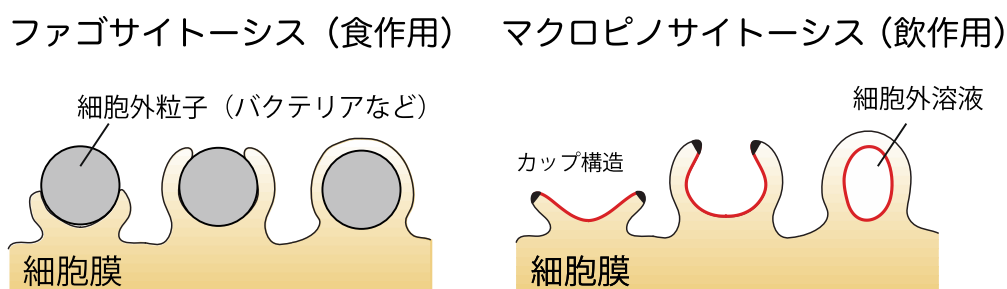 ファゴサイトーシス（食作用）
細胞外粒子（バクテリアなど）
細胞膜
マクロピノサイトーシス（飲作用）
細胞外溶液
カップ構造
細胞膜